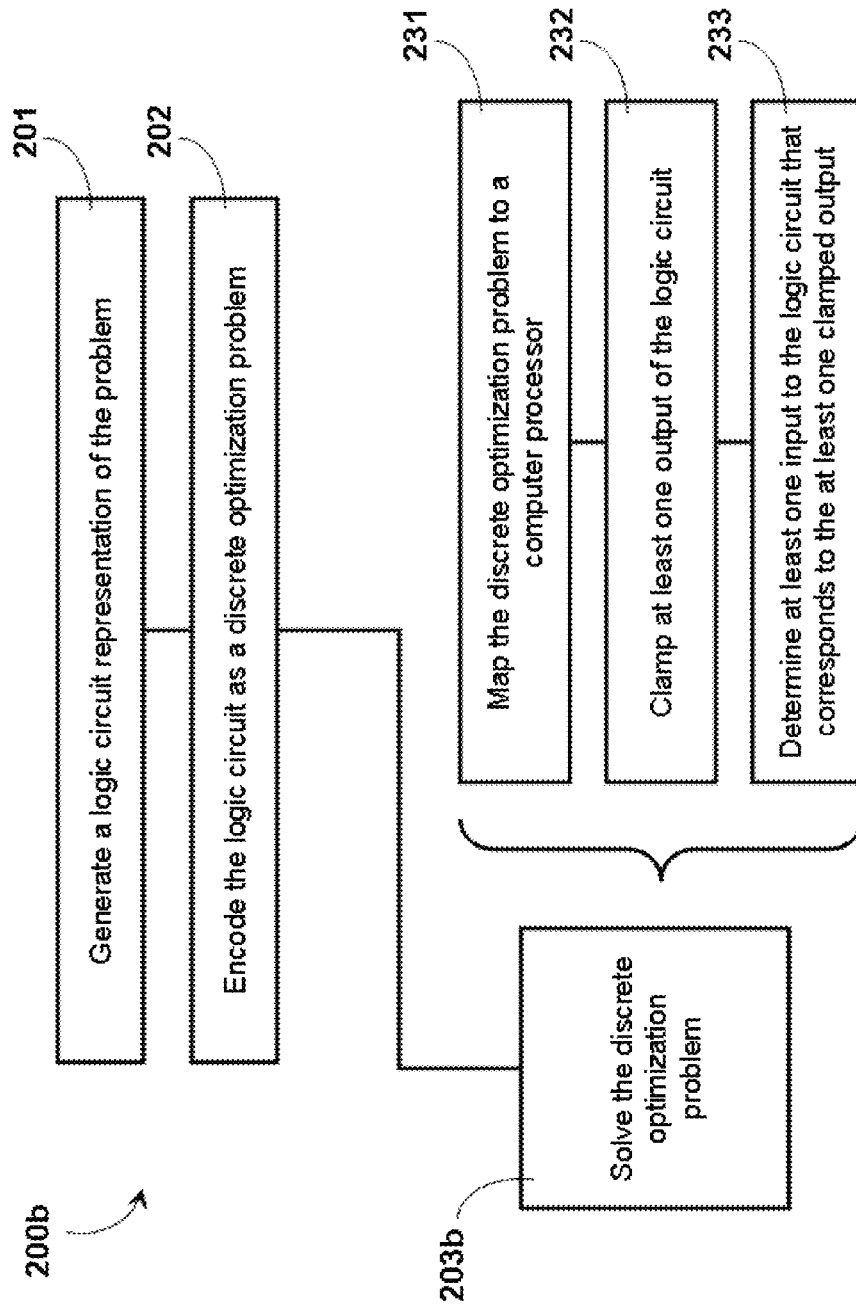 200b
201
Generate a logic circuit representation of the problem
202
Encode the logic circuit as a discrete optimization problem
203b
Solve the discrete
optimization
problem
231
Map the discrete optimization problem to a
computer processor
232
Clamp at least one output of the logic circuit
233
Determine at least one input to the logic circuit that
corresponds to the at least one clamped output